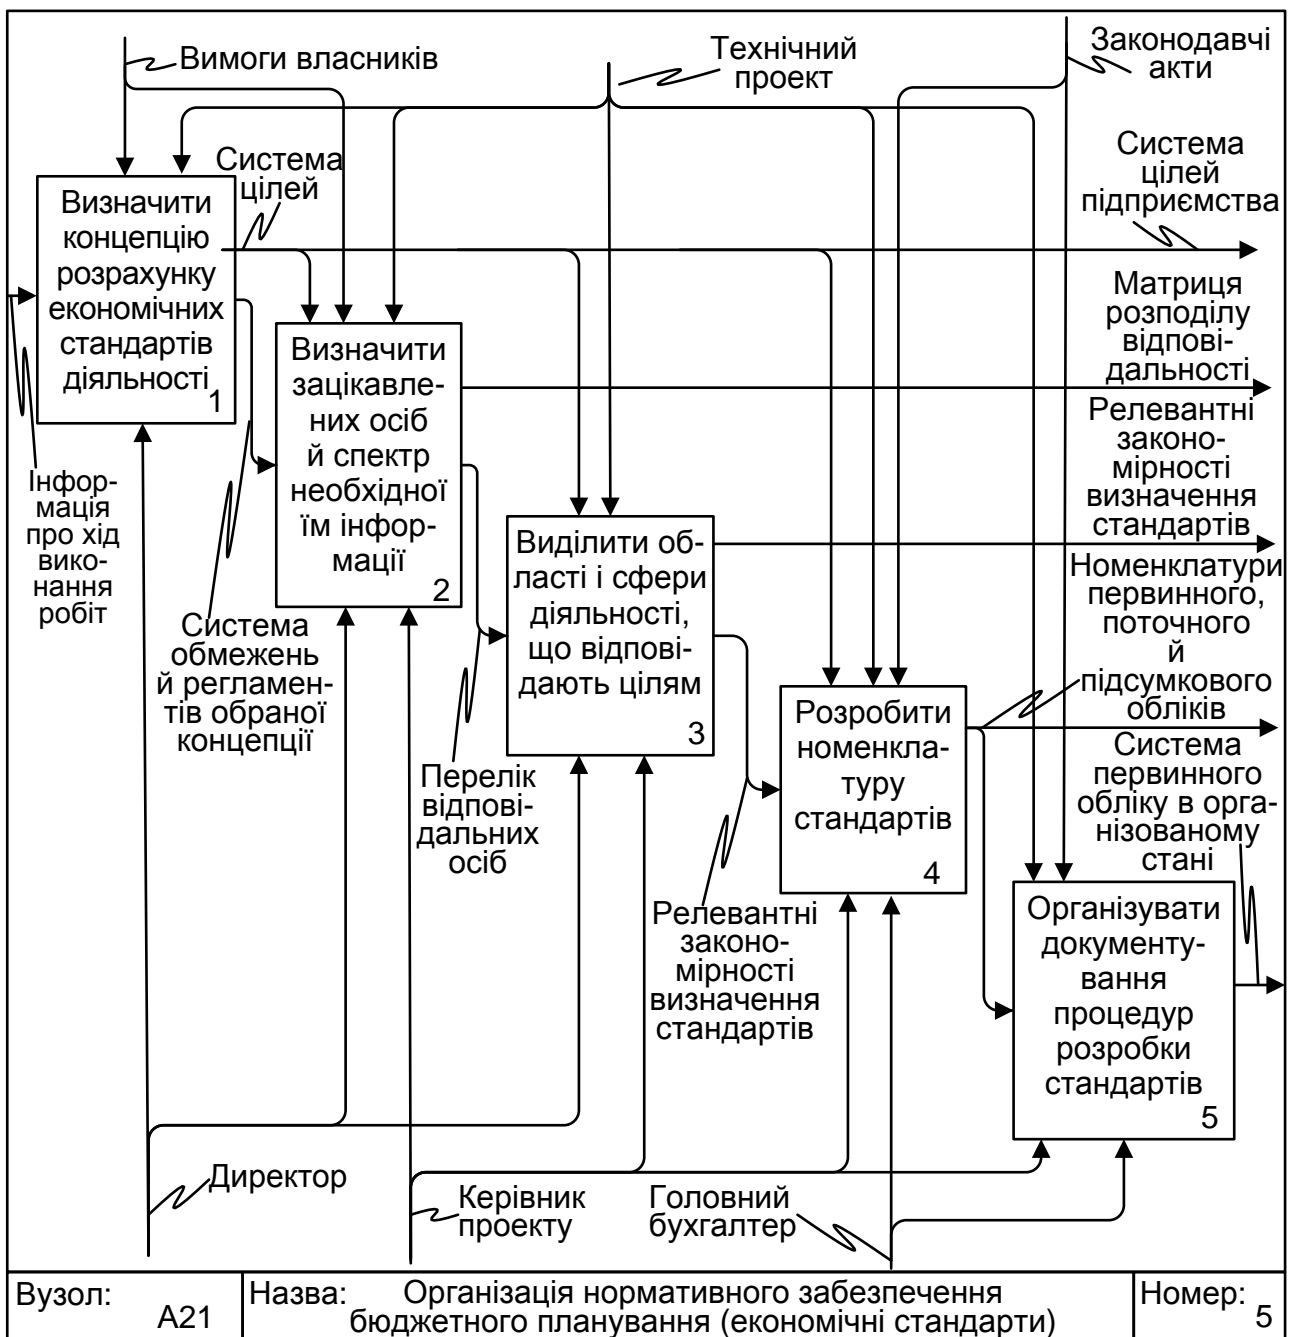 Вимоги власників
Технічний
проект
Законодавчі
акти
Система
цілей
Система
цілей
підприємства
Визначити
концепцію
розрахунку
економічних
стандартів
діяльності
1
Матриця
розподілу
відпові-
дальності
Визначити
зацікавле-
них осіб
й спектр
необхідної
їм інфор-
мації
2
Релевантні
законо-
мірності
визначення
стандартів
Інфор-
мація
про хід
вико-
нання
робіт
Виділити об-
ласті і сфери
діяльності,
що відпові-
дають цілям
3
Номенклатури
первинного,
поточного
й
підсумкового
обліків
Система
обмежень
й регламен-
тів обраної
концепції
Розробити
номенкла-
туру
стандартів
4
Система
первинного
обліку в орга-
нізованому
стані
Перелік
відпові-
дальних
осіб
Релевантні
законо-
мірності
визначення
стандартів
Організувати
документу-
вання
процедур
розробки
стандартів
5
Директор
Керівник
проекту
Головний
бухгалтер
Вузол:
А21
Назва:
Організація нормативного забезпечення
бюджетного планування (економічні стандарти)
Номер:
5